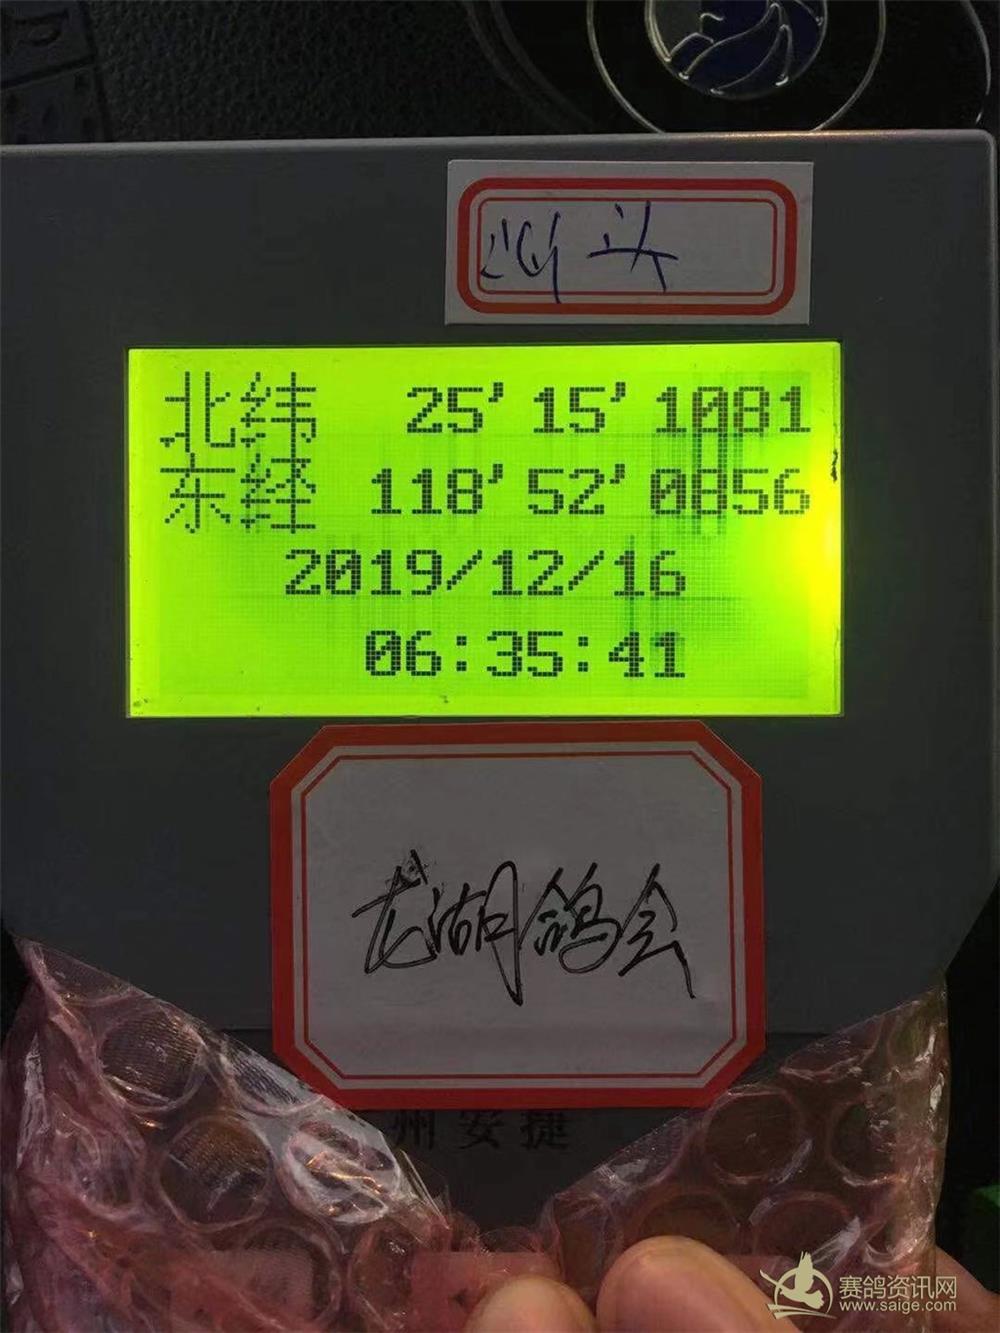 北纬 25'15'1081
东经 118'52'0856
2019/12/16
06:35:41
龙湖鸽会
州安捷
赛鸽资讯网
www.saige.com